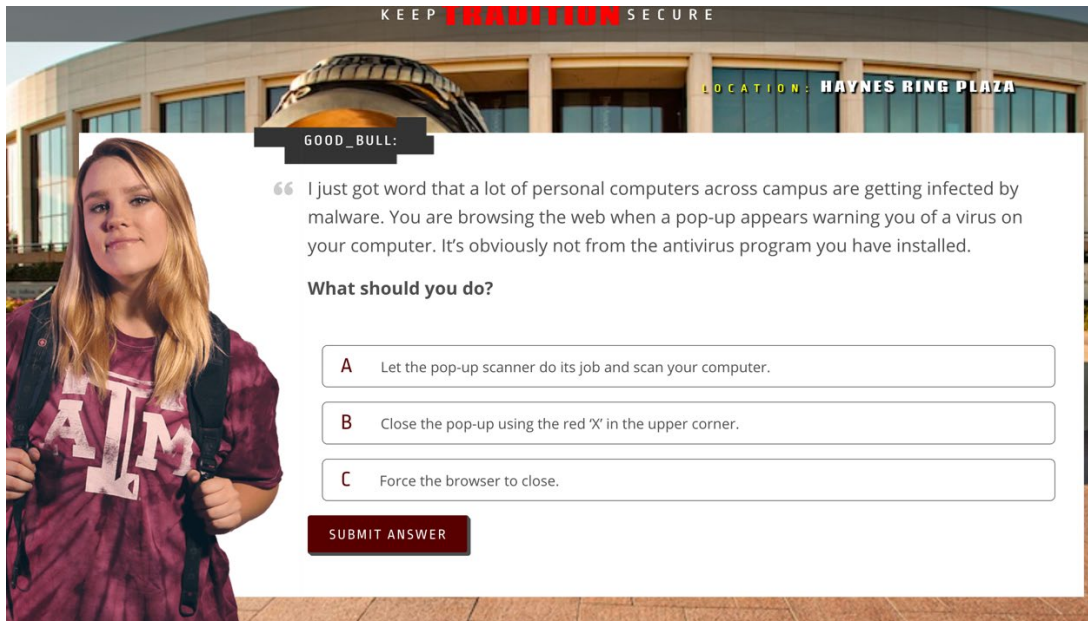 KEEP TRADITION SECURE
LOCATION: HAYNES RING PLAZA
GOOD_BULL:
“ I just got word that a lot of personal computers across campus are getting infected by
malware. You are browsing the web when a pop-up appears warning you of a virus on
your computer. It’s obviously not from the antivirus program you have installed.
What should you do?
A Let the pop-up scanner do its job and scan your computer.
B Close the pop-up using the red ‘X’ in the upper corner.
C Force the browser to close.
SUBMIT ANSWER
ATM